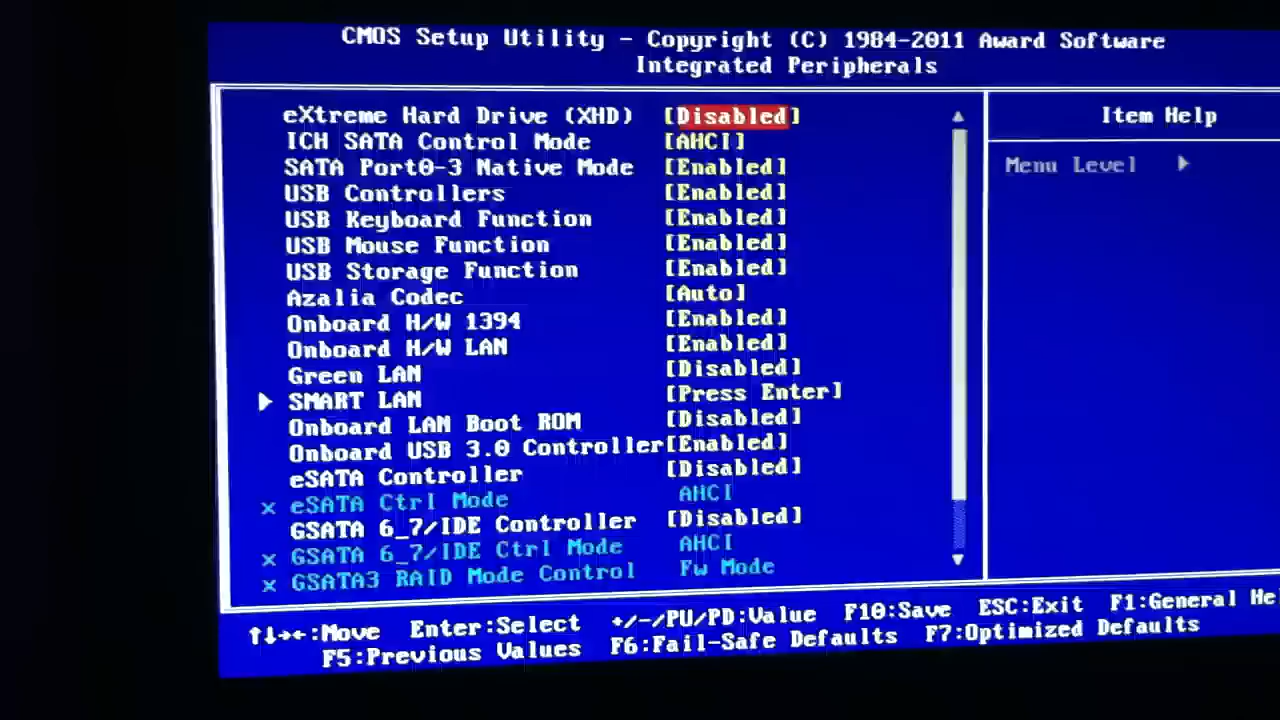 CMOS Setup Utility - Copyright (C) 1984-2011 Award Software
Integrated Peripherals
eXtreme Hard Drive (XHD) [Disabled]
ICH SATA Control Mode [AHCI]
SATA Port0-3 Native Mode [Enabled]
USB Controllers [Enabled]
USB Keyboard Function [Enabled]
USB Mouse Function [Enabled]
USB Storage Function [Enabled]
Azalia Codec [Auto]
Onboard H/W 1394 [Enabled]
Onboard H/W LAN [Enabled]
Green LAN [Disabled]
SMART LAN [Press Enter]
Onboard LAN Boot ROM [Disabled]
Onboard USB 3.0 Controller[Enabled]
eSATA Controller [Disabled]
x eSATA Ctrl Mode AHCI
GSATA 6_7/IDE Controller [Disabled]
x GSATA 6_7/IDE Ctrl Mode AHCI
x GSATA3 RAID Mode Control Fw Mode
Item Help
Menu Level
↑↓→←:Move Enter:Select +/-/PU/PD:Value F10:Save ESC:Exit F1:General
F5:Previous Values F6:Fail-Safe Defaults F7:Optimized Defaults